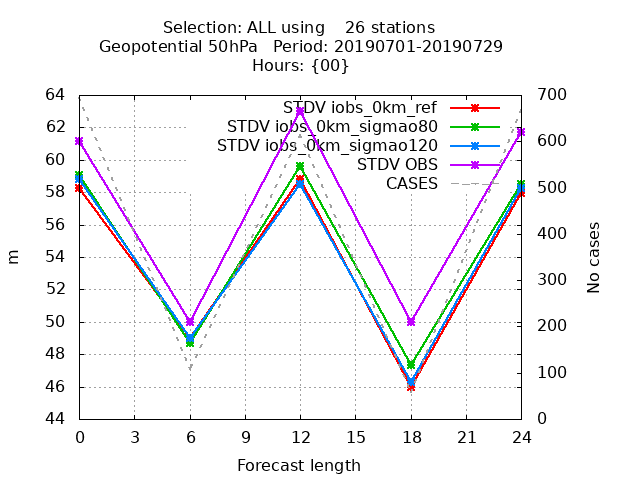 Selection: ALL using    26 stations
Geopotential 50hPa   Period: 20190701-20190729
Hours: {00}
STDV iobs_0km_ref
STDV iobs_0km_sigmao80
STDV iobs_0km_sigmao120
STDV OBS
CASES
64
62
60
58
56
54
52
50
48
46
44
m
700
600
500
400
300
200
100
0
No cases
0 3 6 9 12 15 18 21 24
Forecast length